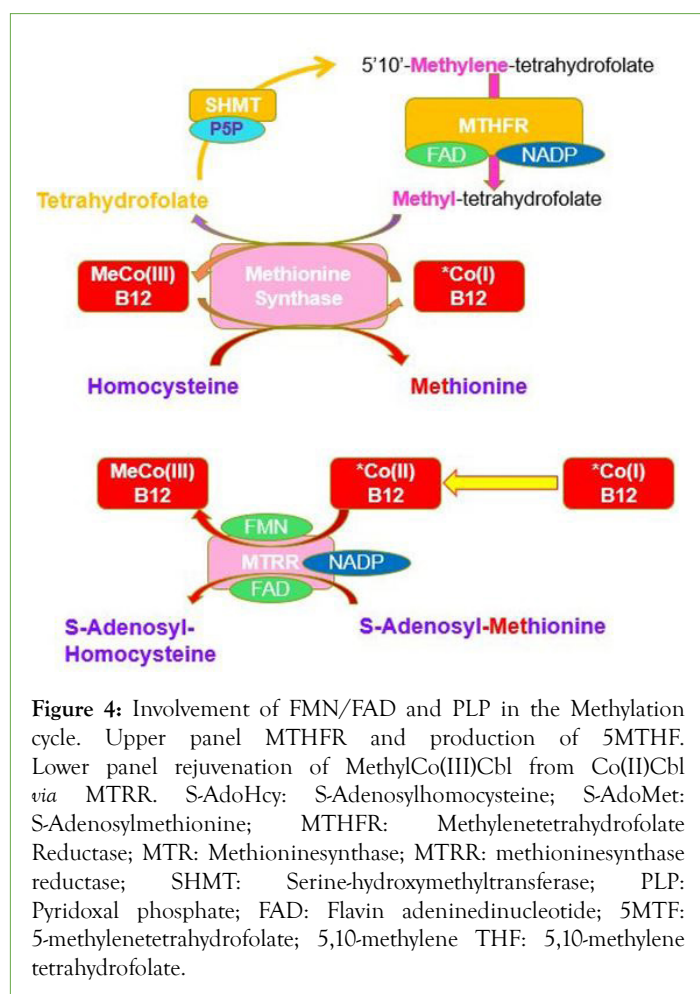 5'10'-Methylene-tetrahydrofolate
SHMT
P5P
MTHFR
FAD
NADP
Tetrahydrofolate
Methyl-tetrahydrofolate
MeCo(III)
B12
Methionine
Synthase
*Co(I)
B12
Homocysteine
Methionine
MeCo(III)
B12
*Co(II)
B12
*Co(I)
B12
FMN
MTRR
NADP
FAD
S-Adenosyl-
Homocysteine
S-Adenosyl-Methionine
Figure 4: Involvement of FMN/FAD and PLP in the Methylation
cycle. Upper panel MTHFR and production of 5MTHF.
Lower panel rejuvenation of MethylCo(III)Cbl from Co(II)Cbl
via MTRR. S-AdoHcy: S-Adenosylhomocysteine; S-AdoMet:
S-Adenosylmethionine; MTHFR: Methylenetetrahydrofolate
Reductase; MTR: Methioninesynthase; MTRR: methioninesynthase
reductase; SHMT: Serine-hydroxymethyltransferase; PLP:
Pyridoxal phosphate; FAD: Flavin adeninedinucleotide; 5MTF:
5-methylenetetrahydrofolate; 5,10-methylene THF: 5,10-methylene
tetrahydrofolate.